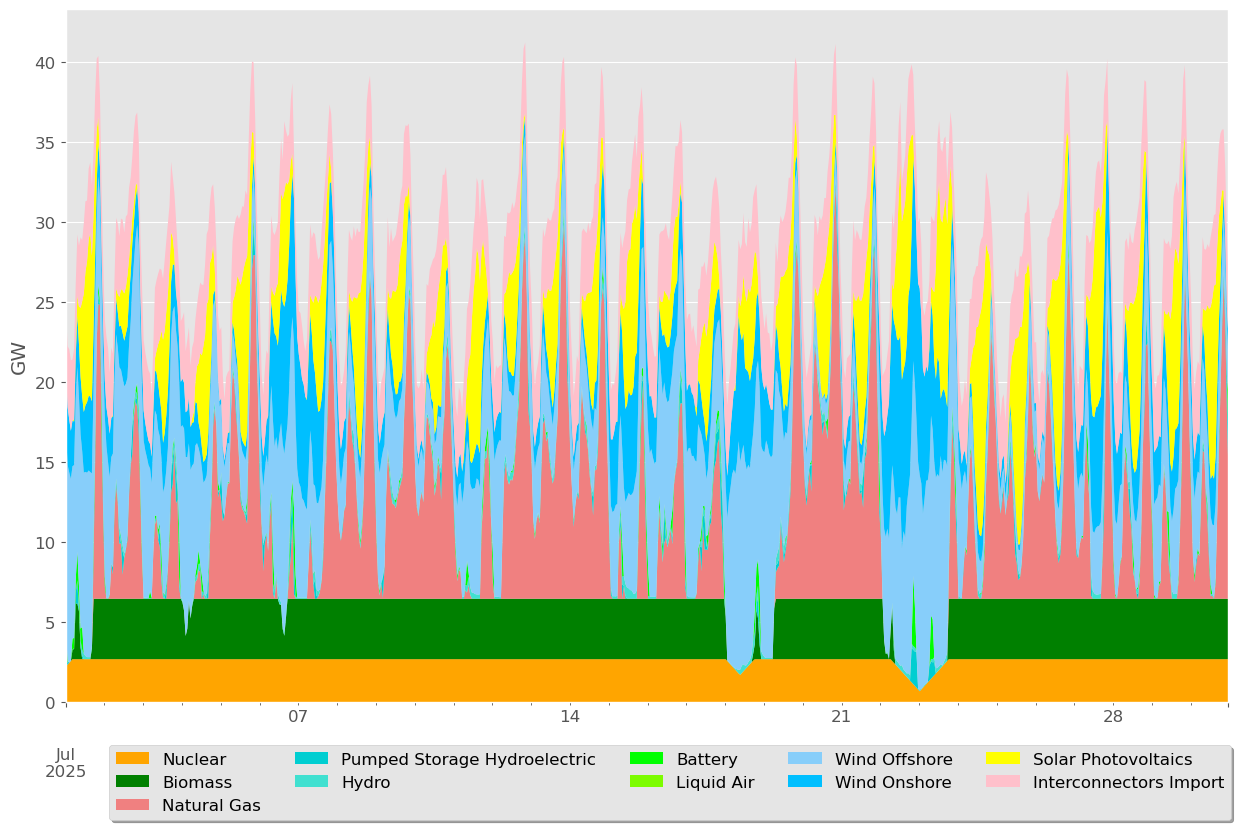 40
35
30
25
20
15
10
5
0
GW
07 14 21 28
Jul
2025
Nuclear Pumped Storage Hydroelectric Battery Wind Offshore Solar Photovoltaics
Biomass Hydro Liquid Air Wind Onshore Interconnectors Import
Natural Gas